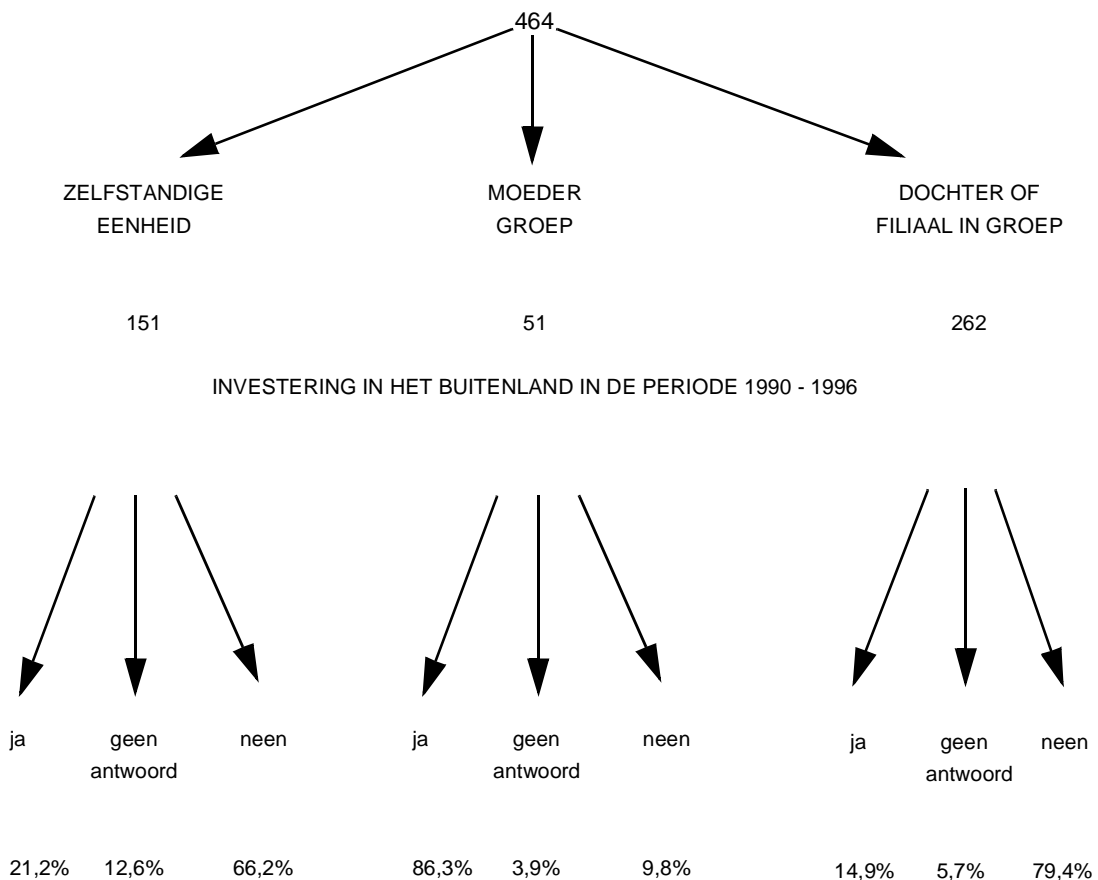 464
ZELFSTANDIGE
EENHEID
MOEDER
GROEP
DOCHTER OF
FILIAAL IN GROEP
151
51
262
INVESTERING IN HET BUITENLAND IN DE PERIODE 1990 - 1996
ja
geen
antwoord
neen
ja
geen
antwoord
neen
ja
geen
antwoord
neen
21,2%
12,6%
66,2%
86,3%
3,9%
9,8%
14,9%
5,7%
79,4%